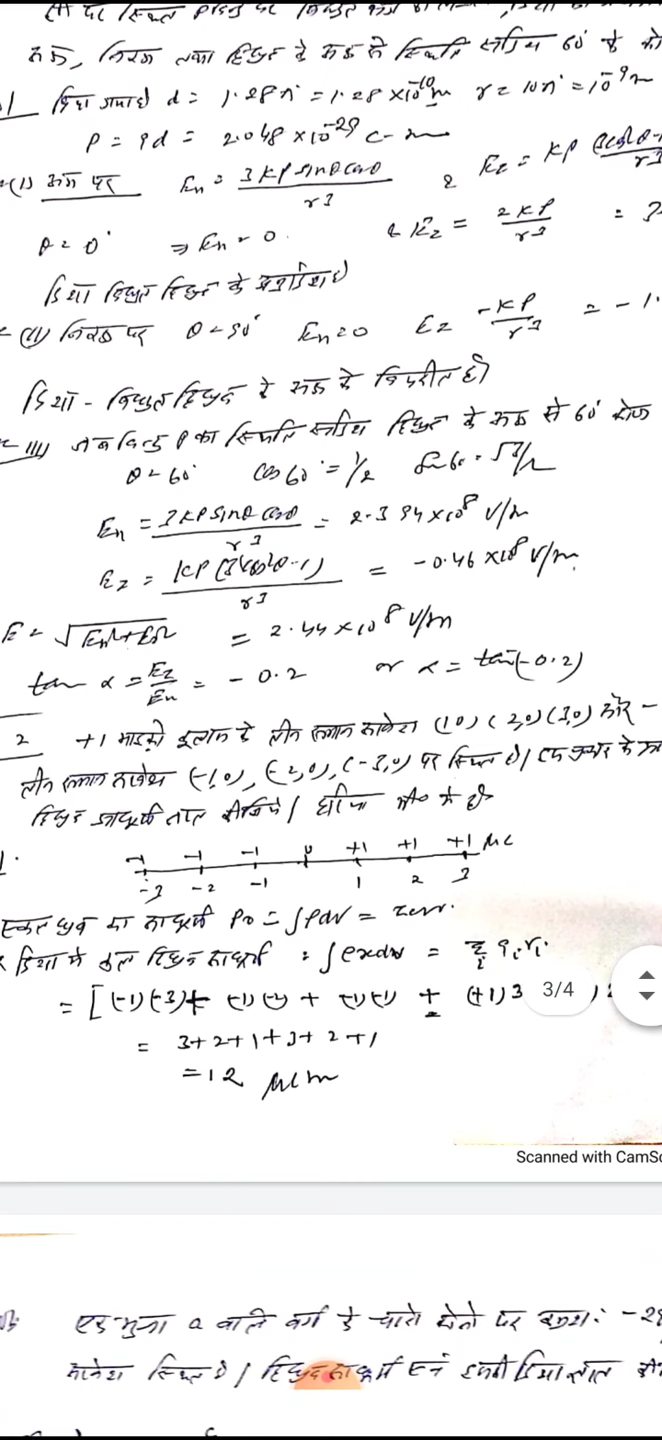 अक्ष, निरक्ष तथा द्विध्रुव के अक्ष से स्थिति सदिश 60°
दिया गया है d = 1.28 Å = 1.28 × 10⁻¹⁰ m r = 10 Å = 10⁻⁹ m
P = qd = 2.048 × 10⁻²⁹ C-m
(i) अक्ष पर En = 3KP sinθ cosθ / r³ & Ez = KP (3cos²θ-
θ = 0° ⇒ En = 0. & Ez = 2KP / r³ =
दिशा विद्युत द्विध्रुव के
(ii) निरक्ष पर θ = 90° En = 0 Ez -KP / r³ = -1.
दिशा - विद्युत द्विध्रुव के अक्ष के विपरीत है।
(iii) जब बिन्दु P का स्थिति सदिश द्विध्रुव के अक्ष से 60° कोण
θ = 60° cos 60° = 1/2 Sin 60 = √3/2
En = 3KP sinθ cosθ / r³ = 2.394 × 10⁸ V/m
Ez = KP (3cos²θ-1) / r³ = -0.46 × 10⁸ V/m.
E = √En²+Ez² = 2.44 × 10⁸ V/m
tan α = Ez / En = -0.2 or α = tan⁻¹(-0.2)
2 +1 माइक्रो कूलाम के तीन समान आवेश (1,0) (2,0) (3,0) और -
तीन समान आवेश (-1,0), (-2,0), (-3,0) पर स्थित है।
द्विध्रुव आघूर्ण ज्ञात कीजिये।
-1 -1 -1 0 +1 +1 +1 μC
-3 -2 -1 1 2 3
एकल ध्रुव का आघूर्ण P₀ = ∫ρdv = zero.
दिशा में कुल द्विध्रुव आघूर्ण = ∫ρxdv = Σ qᵢrᵢ
= [(-1)(-3)+ (-1)(-2) + (-1)(-1) + (+1)3
3/4
= 3+2+1+3+2+1
= 12 μCm
Scanned with CamSc
एक भुजा a वाले वर्ग के चारो कोनो पर क्रमशः -2q
आवेश स्थित है। द्विध्रुव आघूर्ण एवं इसकी दिशा ज्ञात